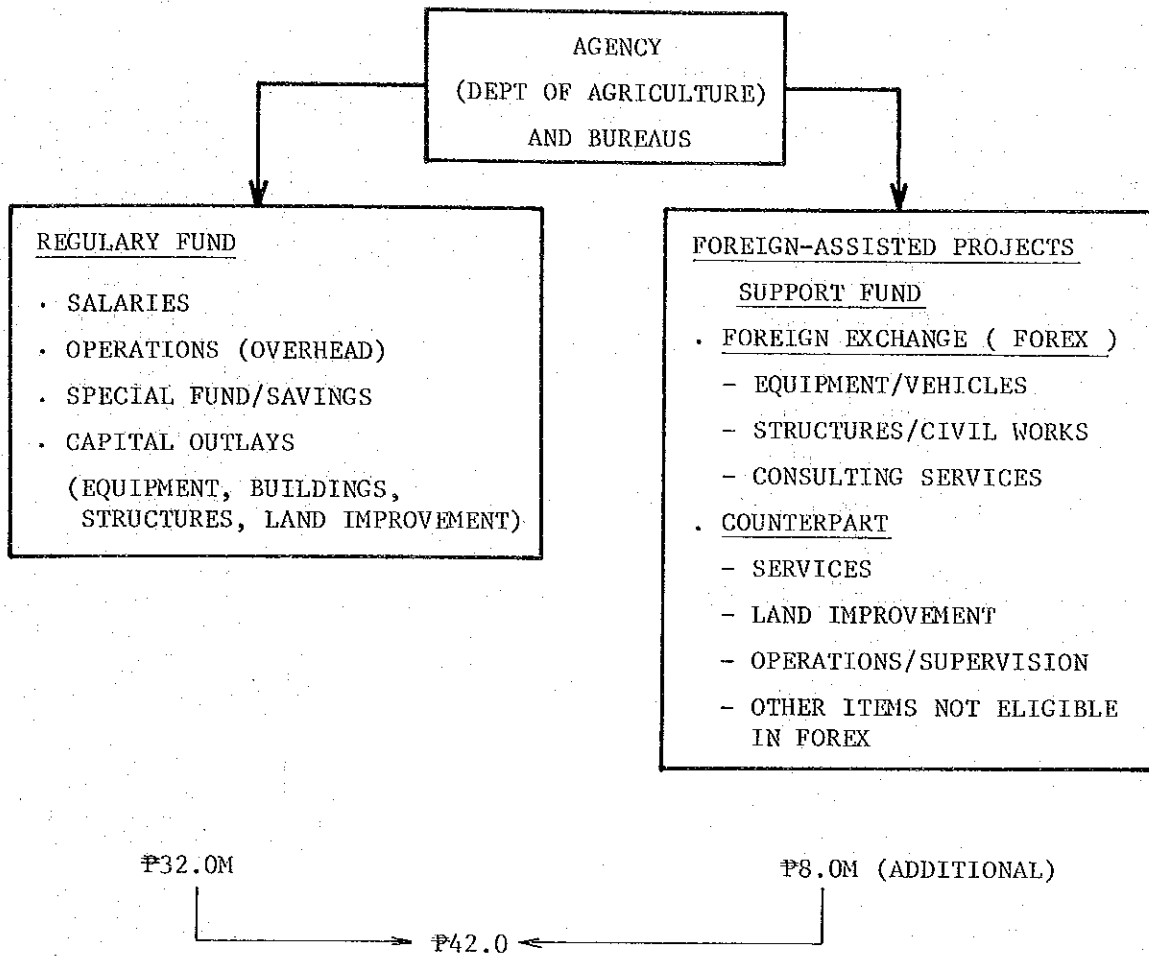 AGENCY
(DEPT OF AGRICULTURE)
AND BUREAUS
REGULARY FUND
. SALARIES
. OPERATIONS (OVERHEAD)
. SPECIAL FUND/SAVINGS
. CAPITAL OUTLAYS
(EQUIPMENT, BUILDINGS,
STRUCTURES, LAND IMPROVEMENT)
FOREIGN-ASSISTED PROJECTS
SUPPORT FUND
. FOREIGN EXCHANGE ( FOREX )
- EQUIPMENT/VEHICLES
- STRUCTURES/CIVIL WORKS
- CONSULTING SERVICES
. COUNTERPART
- SERVICES
- LAND IMPROVEMENT
- OPERATIONS/SUPERVISION
- OTHER ITEMS NOT ELIGIBLE
IN FOREX
₱32.0M
₱8.0M (ADDITIONAL)
₱42.0